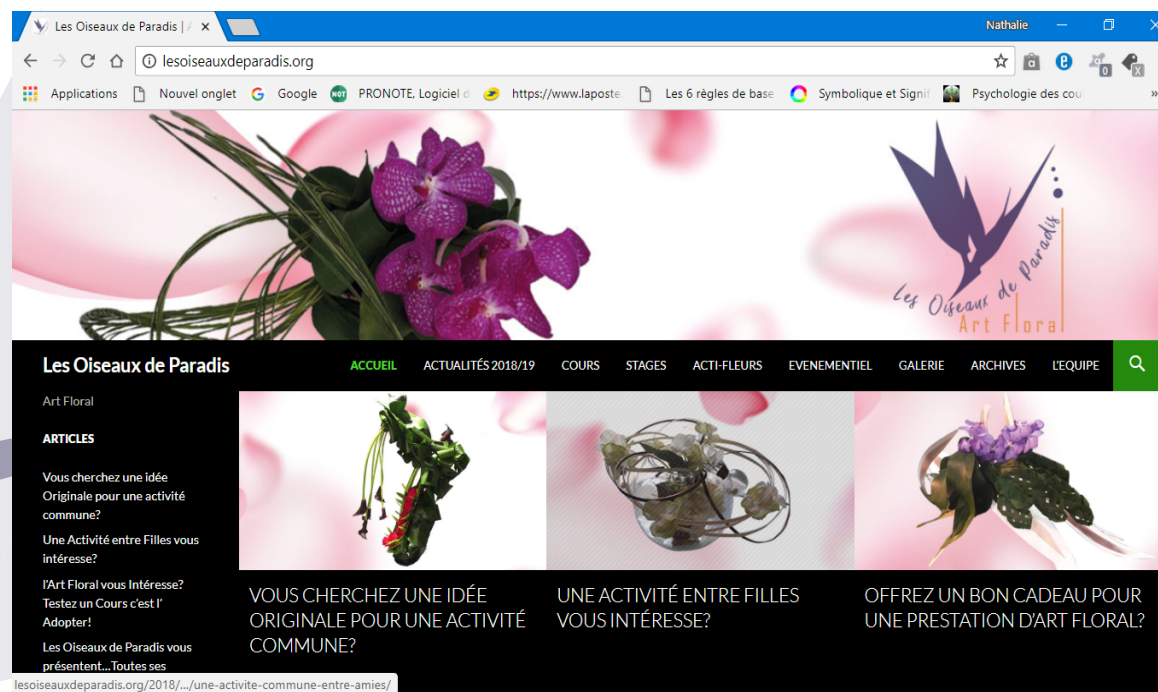 Les Oiseaux de Paradis | A
Nathalie
lesoiseauxdeparadis.org
Applications Nouvel onglet Google PRONOTE, Logiciel d https://www.laposte. Les 6 règles de base Symbolique et Signif Psychologie des coul »
Les Oiseaux de Paradis
Art Floral
Les Oiseaux de Paradis ACCUEIL ACTUALITÉS 2018/19 COURS STAGES ACTI-FLEURS EVENEMENTIEL GALERIE ARCHIVES L'EQUIPE
Art Floral
ARTICLES
Vous cherchez une idée
Originale pour une activité
commune?
Une Activité entre Filles vous
intéresse?
l'Art Floral vous Intéresse?
Testez un Cours c'est l'
Adopter!
Les Oiseaux de Paradis vous
présentent...Toutes ses
VOUS CHERCHEZ UNE IDÉE
ORIGINALE POUR UNE ACTIVITÉ
COMMUNE?
UNE ACTIVITÉ ENTRE FILLES
VOUS INTÉRESSE?
OFFREZ UN BON CADEAU POUR
UNE PRESTATION D'ART FLORAL?
lesoiseauxdeparadis.org/2018/.../une-activite-commune-entre-amies/